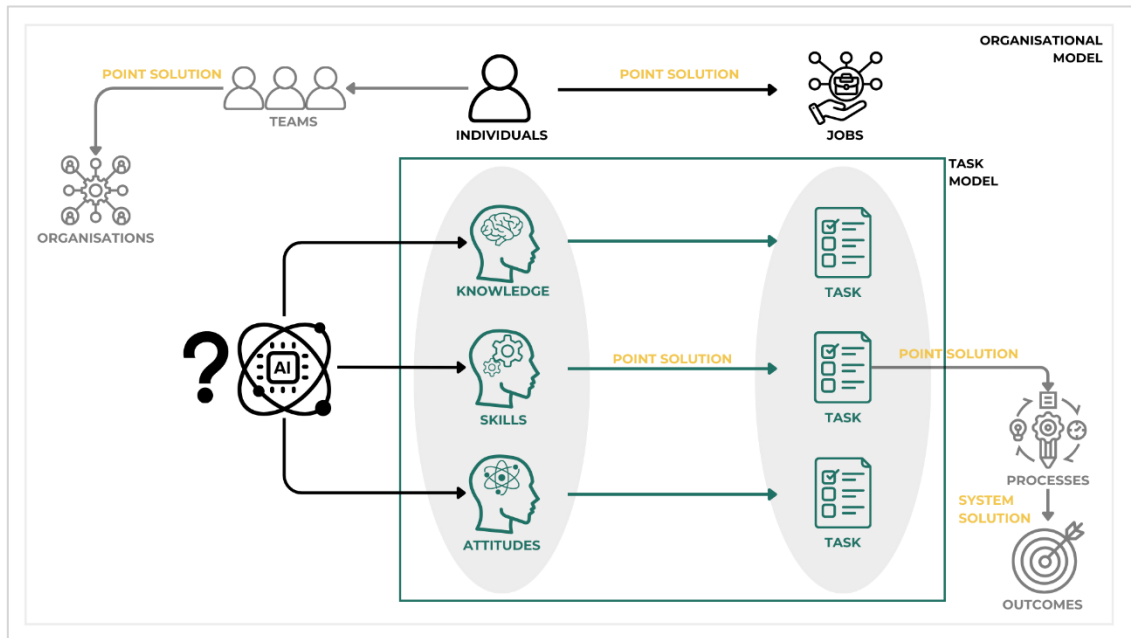 ORGANISATIONAL
MODEL
POINT SOLUTION
POINT SOLUTION
TEAMS
INDIVIDUALS
JOBS
TASK
MODEL
ORGANISATIONS
KNOWLEDGE
TASK
?
AI
POINT SOLUTION
POINT SOLUTION
SKILLS
TASK
PROCESSES
SYSTEM
SOLUTION
ATTITUDES
TASK
OUTCOMES